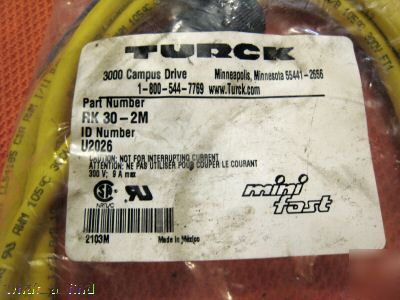 TURCK
3000 Campus Drive Minneapolis, Minnesota 55441-2656
1-800-544-7769 www.Turck.com
Part Number
RK 30-2M
ID Number
U2026
CAUTION: NOT FOR INTERRUPTING CURRENT
ATTENTION: NE PAS UTILISER POUR COUPER LE COURANT
300 V; 9 A max
NRTL/C
mini
fast
2103M
Made in Mexico
what_a_find